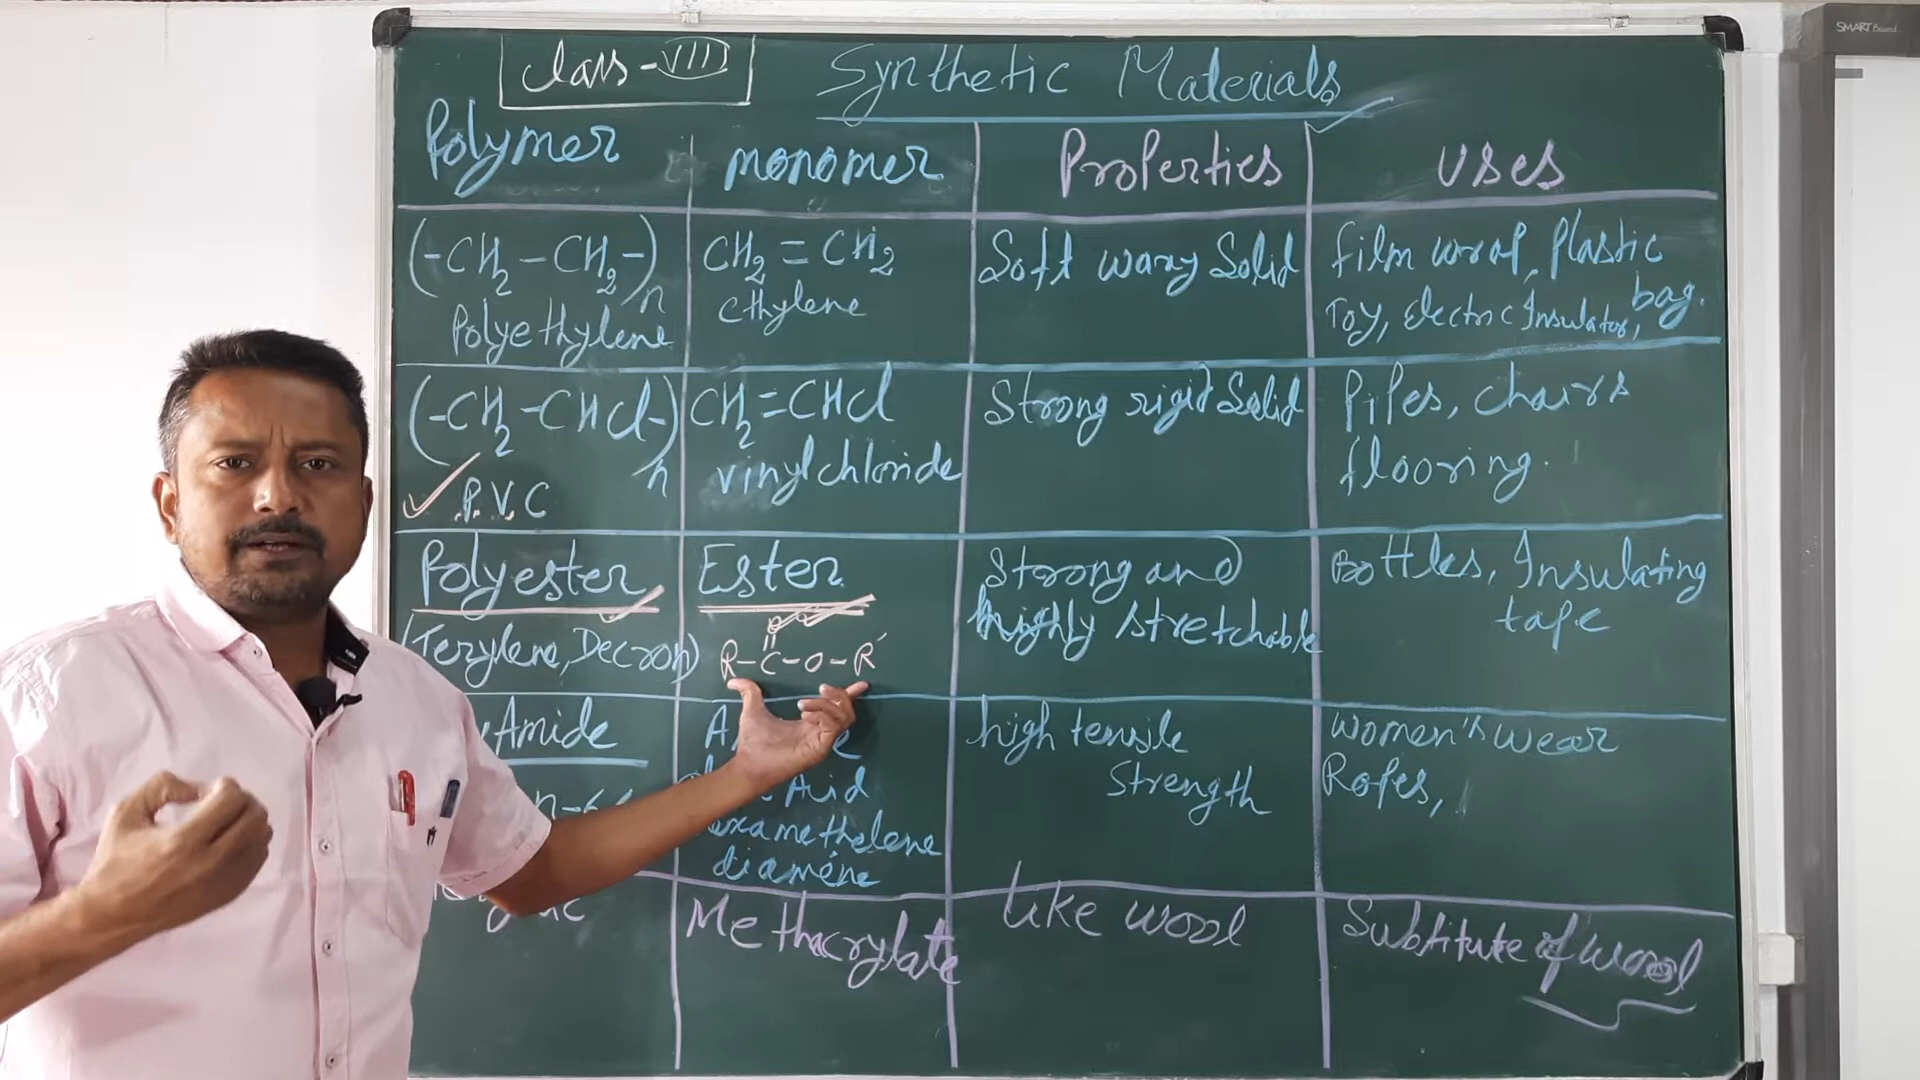 Class - VIII
Synthetic Materials
SMART Board
Polymer
monomer
Properties
uses
(-CH2-CH2-)n
Polyethylene
CH2=CH2
Ethylene
Soft waxy Solid
film wrap, Plastic
Toy, Electric Insulator, bag.
(-CH2-CHCl-)n
P.V.C
CH2=CHCl
vinylchloride
Strong rigid Solid
Pipes, chairs
flooring.
Polyester
(Terylene, Decron)
Ester
R-C-O-R'
Strong and
highly stretchable
Bottles, Insulating
tape
Amide
n-66
Acid
diamene
high tensile
Strength
women's wear
Ropes,
Methacrylate
like wool
Substitute of wool